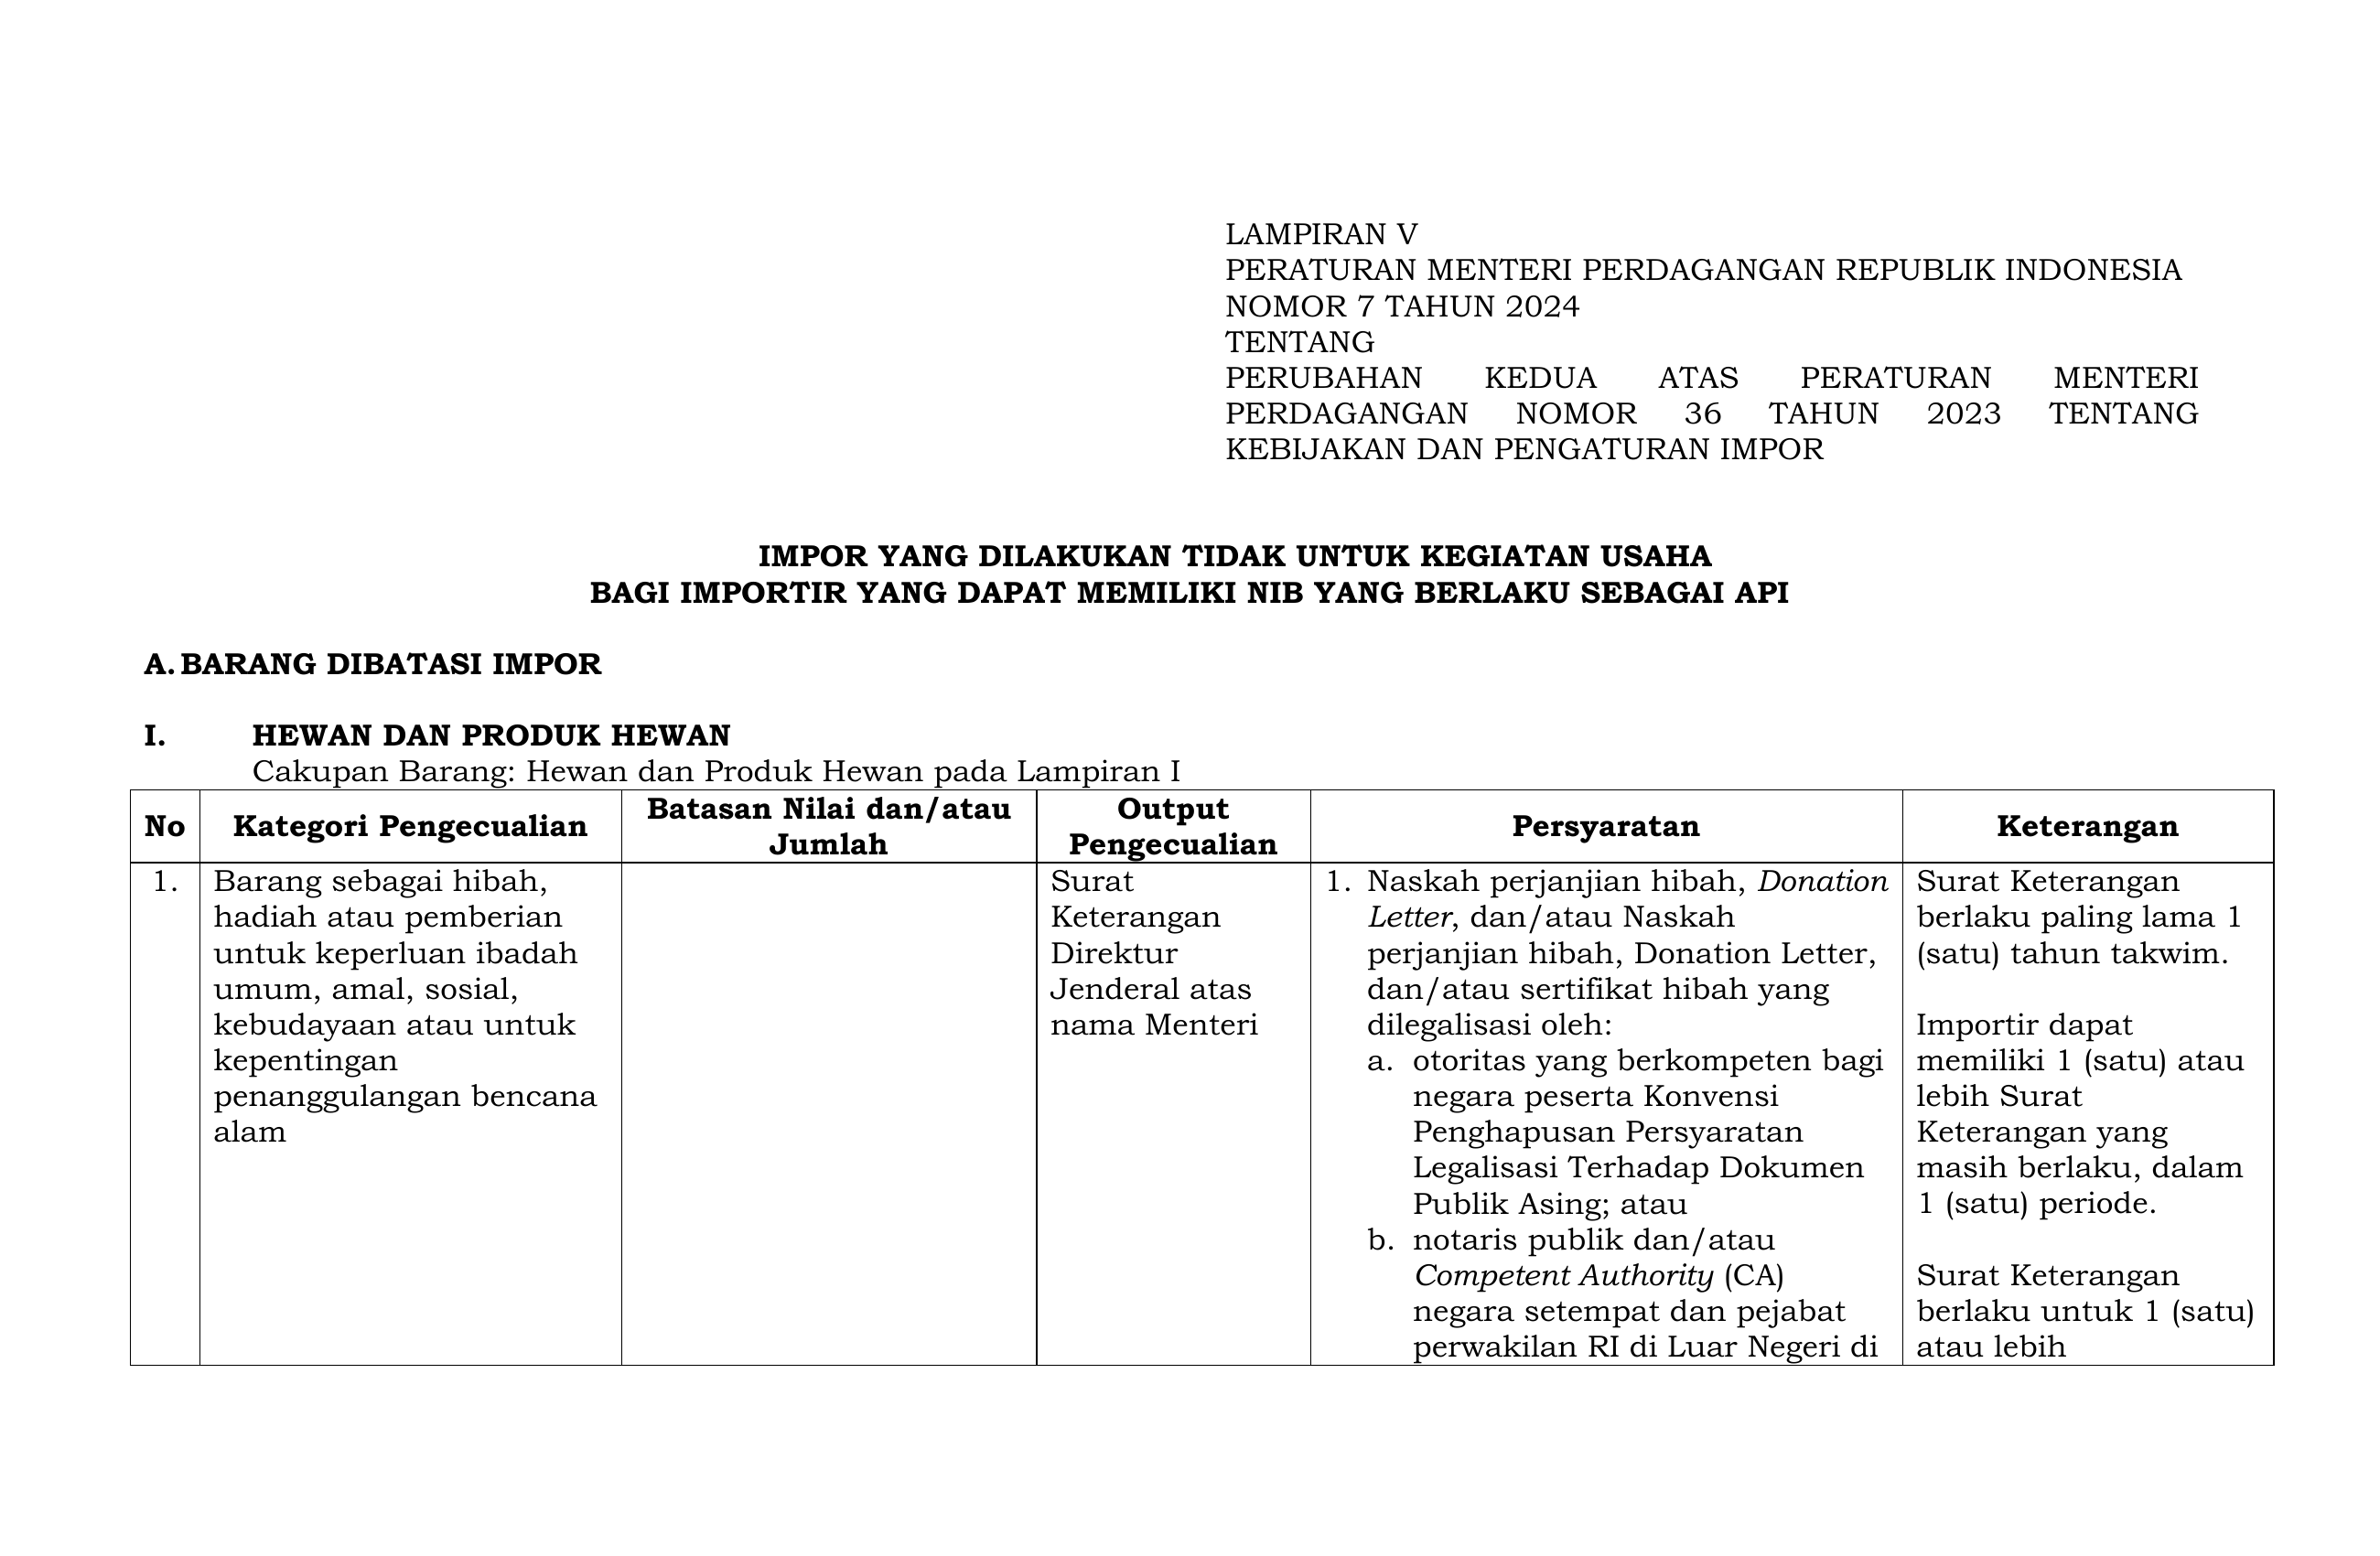 LAMPIRAN V
PERATURAN MENTERI PERDAGANGAN REPUBLIK INDONESIA
NOMOR 7 TAHUN 2024
TENTANG
PERUBAHAN KEDUA ATAS PERATURAN MENTERI
PERDAGANGAN NOMOR 36 TAHUN 2023 TENTANG
KEBIJAKAN DAN PENGATURAN IMPOR
IMPOR YANG DILAKUKAN TIDAK UNTUK KEGIATAN USAHA
BAGI IMPORTIR YANG DAPAT MEMILIKI NIB YANG BERLAKU SEBAGAI API
A. BARANG DIBATASI IMPOR
I. HEWAN DAN PRODUK HEWAN
Cakupan Barang: Hewan dan Produk Hewan pada Lampiran I
No
Kategori Pengecualian
Batasan Nilai dan/atau
Jumlah
Output
Pengecualian
Persyaratan
Keterangan
1.
Barang sebagai hibah,
hadiah atau pemberian
untuk keperluan ibadah
umum, amal, sosial,
kebudayaan atau untuk
kepentingan
penanggulangan bencana
alam
Surat
Keterangan
Direktur
Jenderal atas
nama Menteri
1. Naskah perjanjian hibah, Donation
Letter, dan/atau Naskah
perjanjian hibah, Donation Letter,
dan/atau sertifikat hibah yang
dilegalisasi oleh:
a. otoritas yang berkompeten bagi
negara peserta Konvensi
Penghapusan Persyaratan
Legalisasi Terhadap Dokumen
Publik Asing; atau
b. notaris publik dan/atau
Competent Authority (CA)
negara setempat dan pejabat
perwakilan RI di Luar Negeri di
Surat Keterangan
berlaku paling lama 1
(satu) tahun takwim.
Importir dapat
memiliki 1 (satu) atau
lebih Surat
Keterangan yang
masih berlaku, dalam
1 (satu) periode.
Surat Keterangan
berlaku untuk 1 (satu)
atau lebih